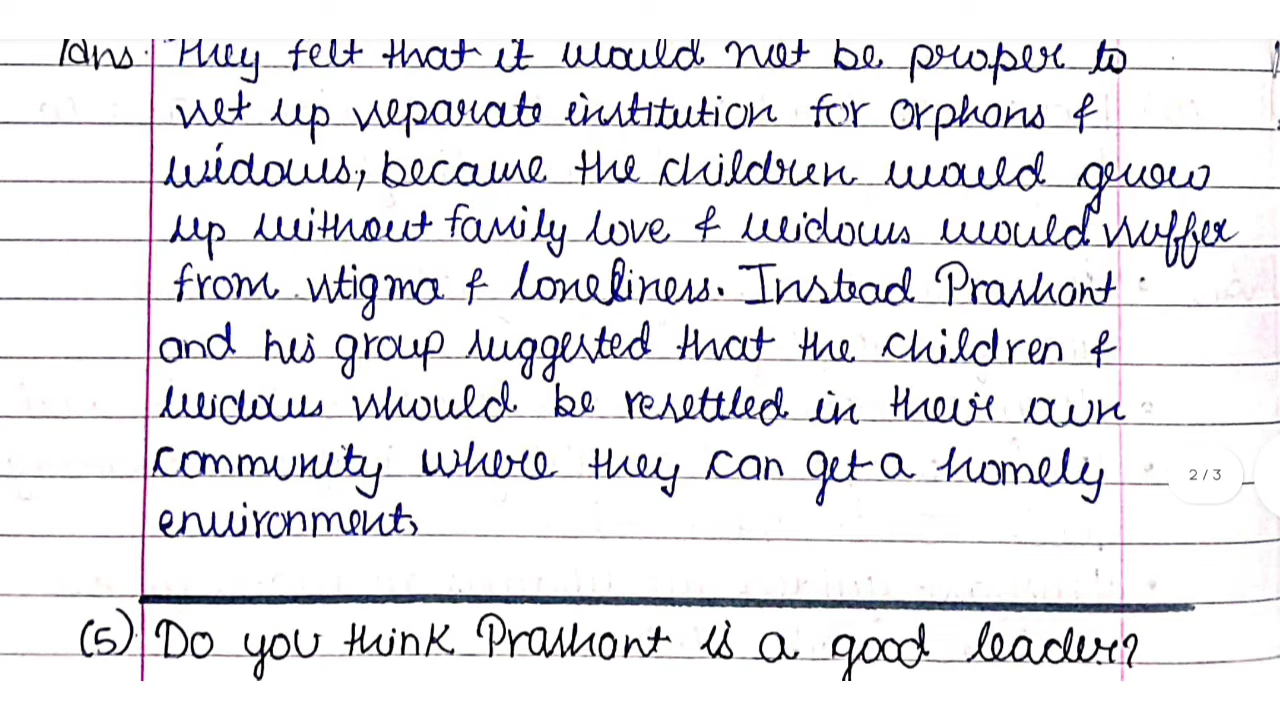 Ans. They felt that it would not be proper to
set up separate institution for orphans &
widows, because the children would grow
up without family love & widows would suffer
from stigma & loneliness. Instead Prashant
and his group suggested that the children &
widows should be resettled in their own
community where they can get a homely
environment.
2/3
(5) Do you think Prashant is a good leader?